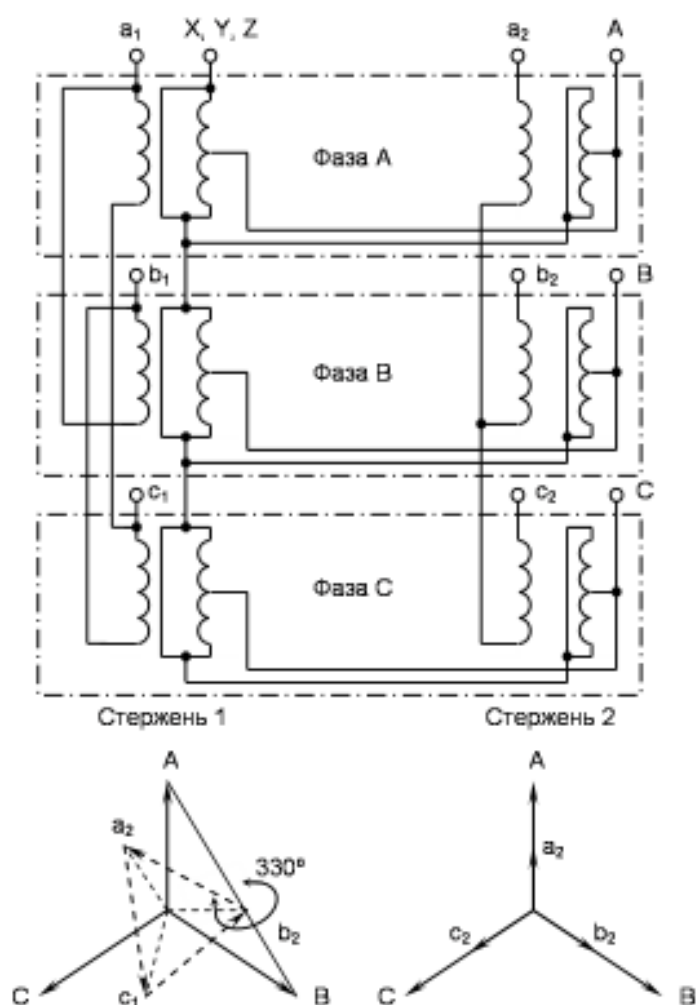 a₁ X, Y, Z a₂ A
Фаза A
b₁ b₂ B
Фаза B
c₁ c₂ C
Фаза C
Стержень 1 Стержень 2
A A
a₂ 330° a₂
b₂ c₂ b₂
C c₁ B C B